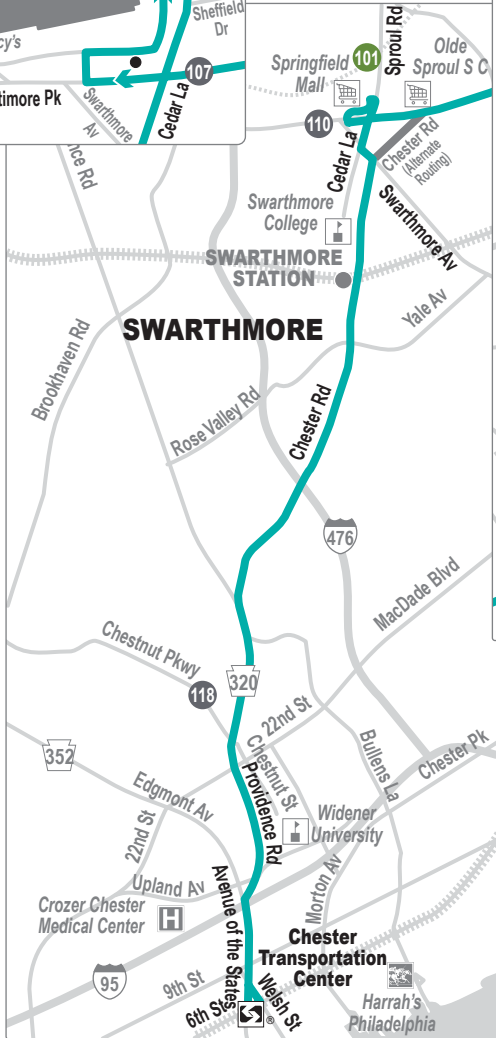 Sheffield
Dr
cy's
107
timore Pk
Swarthmore
Av
Cedar La
nce Rd
Springfield
Mall
101
Sproul Rd
Olde
Sproul S C
110
Cedar La
Chester Rd
(Alternate
Routing)
Swarthmore
College
Swarthmore Av
SWARTHMORE
STATION
SWARTHMORE
Yale Av
Brookhaven Rd
Rose Valley Rd
Chester Rd
476
MacDade Blvd
Chestnut Pkwy
118
320
22nd St
352
Chestnut St
Bullens La
Chester Pk
Edgmont Av
Providence Rd
22nd St
Widener
University
Upland Av
Morton Av
Crozer Chester
Medical Center
H
Avenue of the States
Chester
Transportation
Center
95
9th St
6th St
Welsh St
®
Harrah's
Philadelphia